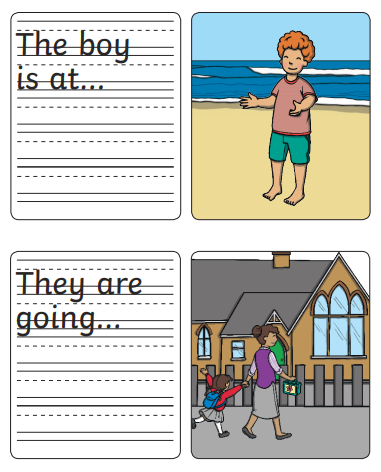 The boy
is at...
They are
going...